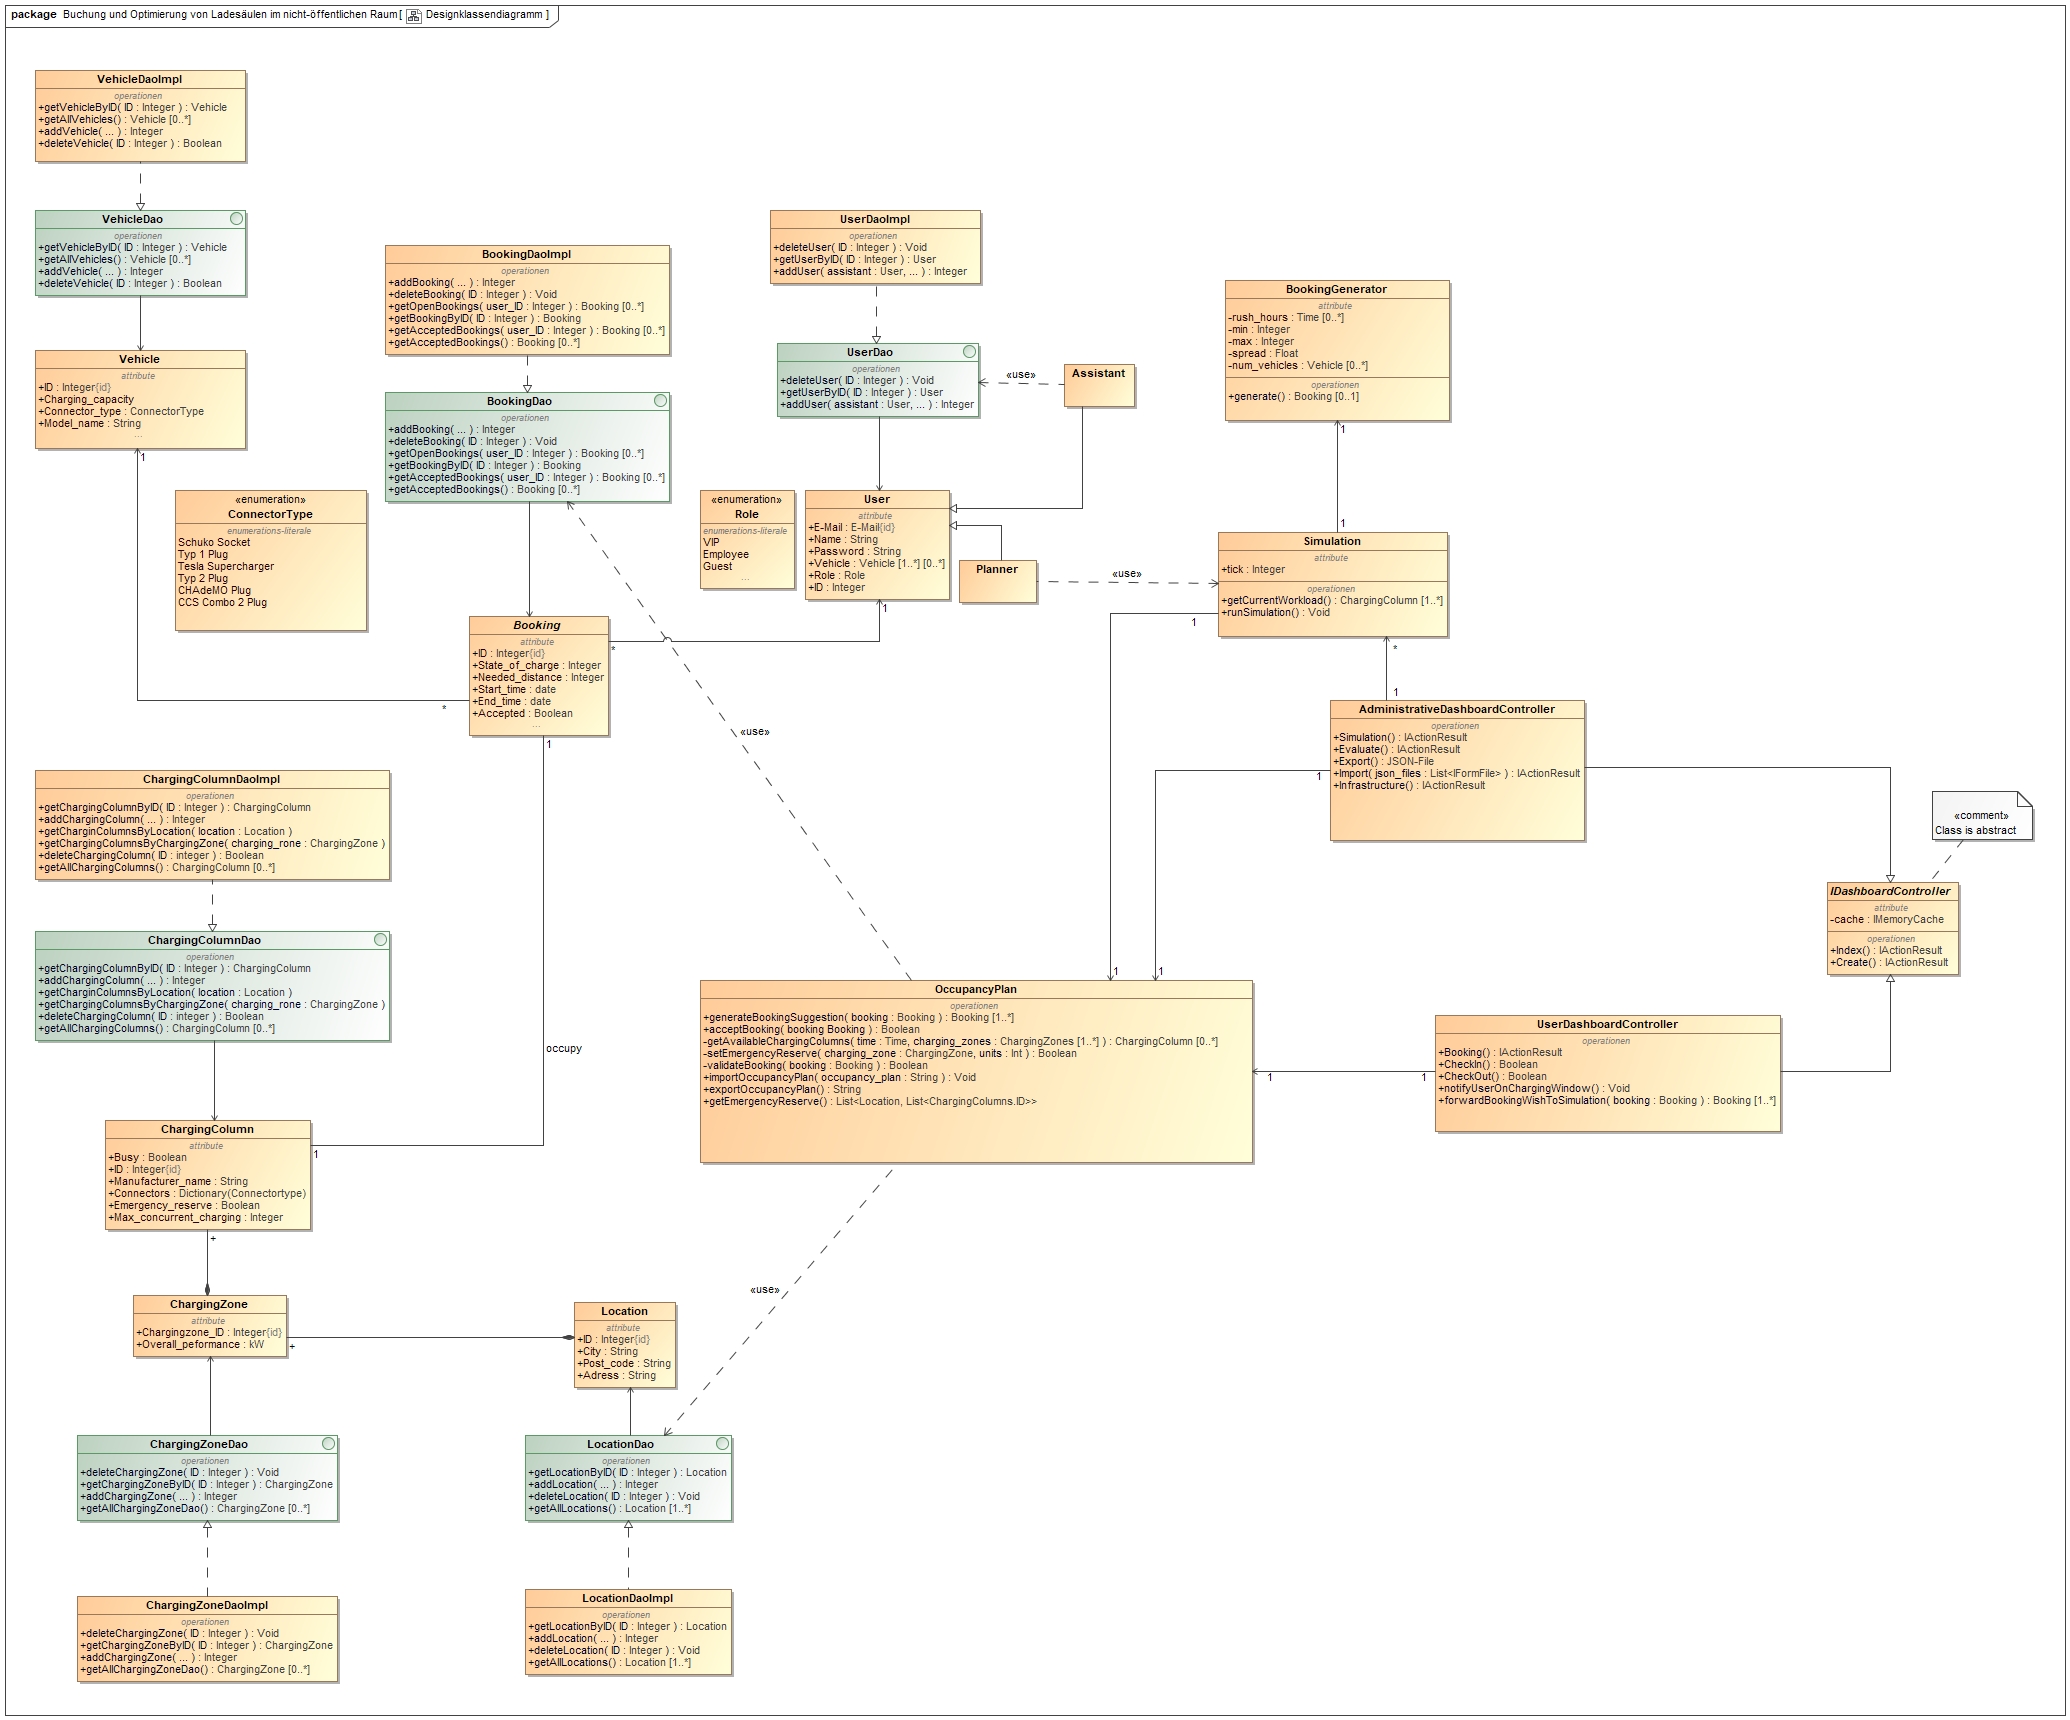 package Buchung und Optimierung von Ladesäulen im nicht-öffentlichen Raum [ Designklassendiagramm ]
VehicleDaoImpl
operationen
+getVehicleByID( ID : Integer ) : Vehicle
+getAllVehicles() : Vehicle [0..*]
+addVehicle( ... ) : Integer
+deleteVehicle( ID : Integer ) : Boolean
VehicleDao
operationen
+getVehicleByID( ID : Integer ) : Vehicle
+getAllVehicles() : Vehicle [0..*]
+addVehicle( ... ) : Integer
+deleteVehicle( ID : Integer ) : Boolean
Vehicle
attribute
+ID : Integer{id}
+Charging_capacity
+Connector_type : ConnectorType
+Model_name : String
...
1
«enumeration»
ConnectorType
enumerations-literale
Schuko Socket
Typ 1 Plug
Tesla Supercharger
Typ 2 Plug
CHAdeMO Plug
CCS Combo 2 Plug
BookingDaoImpl
operationen
+addBooking( ... ) : Integer
+deleteBooking( ID : Integer ) : Void
+getOpenBookings( user_ID : Integer ) : Booking [0..*]
+getBookingByID( ID : Integer ) : Booking
+getAcceptedBookings( user_ID : Integer ) : Booking [0..*]
+getAcceptedBookings() : Booking [0..*]
BookingDao
operationen
+addBooking( ... ) : Integer
+deleteBooking( ID : Integer ) : Void
+getOpenBookings( user_ID : Integer ) : Booking [0..*]
+getBookingByID( ID : Integer ) : Booking
+getAcceptedBookings( user_ID : Integer ) : Booking [0..*]
+getAcceptedBookings() : Booking [0..*]
Booking
attribute
+ID : Integer{id}
+State_of_charge : Integer
+Needed_distance : Integer
+Start_time : date
+End_time : date
+Accepted : Boolean
...
*
*
1
UserDaoImpl
operationen
+deleteUser( ID : Integer ) : Void
+getUserByID( ID : Integer ) : User
+addUser( assistant : User, ... ) : Integer
UserDao
operationen
+deleteUser( ID : Integer ) : Void
+getUserByID( ID : Integer ) : User
+addUser( assistant : User, ... ) : Integer
«use»
Assistant
«enumeration»
Role
enumerations-literale
VIP
Employee
Guest
...
User
attribute
+E-Mail : E-Mail{id}
+Name : String
+Password : String
+Vehicle : Vehicle [1..*] [0..*]
+Role : Role
+ID : Integer
1
Planner
«use»
BookingGenerator
attribute
-rush_hours : Time [0..*]
-min : Integer
-max : Integer
-spread : Float
-num_vehicles : Vehicle [0..*]
operationen
+generate() : Booking [0..1]
1
1
Simulation
attribute
+tick : Integer
operationen
+getCurrentWorkload() : ChargingColumn [1..*]
+runSimulation() : Void
1
*
1
AdministrativeDashboardController
operationen
+Simulation() : IActionResult
+Evaluate() : IActionResult
+Export() : JSON-File
+Import( json_files : List<IFormFile> ) : IActionResult
+Infrastructure() : IActionResult
1
«comment»
Class is abstract
IDashboardController
attribute
-cache : IMemoryCache
operationen
+Index() : IActionResult
+Create() : IActionResult
«use»
1
1
OccupancyPlan
operationen
+generateBookingSuggestion( booking : Booking ) : Booking [1..*]
+acceptBooking( booking Booking ) : Boolean
-getAvailableChargingColumns( time : Time, charging_zones : ChargingZones [1..*] ) : ChargingColumn [0..*]
-setEmergencyReserve( charging_zone : ChargingZone, units : Int ) : Boolean
-validateBooking( booking : Booking ) : Boolean
+importOccupancyPlan( occupancy_plan : String ) : Void
+exportOccupancyPlan() : String
+getEmergencyReserve() : List<Location, List<ChargingColumns.ID>>
1
1
UserDashboardController
operationen
+Booking() : IActionResult
+CheckIn() : Boolean
+CheckOut() : Boolean
+notifyUserOnChargingWindow() : Void
+forwardBookingWishToSimulation( booking : Booking ) : Booking [1..*]
ChargingColumnDaoImpl
operationen
+getChargingColumnByID( ID : Integer ) : ChargingColumn
+addChargingColumn( ... ) : Integer
+getCharginColumnsByLocation( location : Location )
+getChargingColumnsByChargingZone( charging_rone : ChargingZone )
+deleteChargingColumn( ID : integer ) : Boolean
+getAllChargingColumns() : ChargingColumn [0..*]
ChargingColumnDao
operationen
+getChargingColumnByID( ID : Integer ) : ChargingColumn
+addChargingColumn( ... ) : Integer
+getCharginColumnsByLocation( location : Location )
+getChargingColumnsByChargingZone( charging_rone : ChargingZone )
+deleteChargingColumn( ID : integer ) : Boolean
+getAllChargingColumns() : ChargingColumn [0..*]
occupy
ChargingColumn
attribute
+Busy : Boolean
+ID : Integer{id}
+Manufacturer_name : String
+Connectors : Dictionary(Connectortype)
+Emergency_reserve : Boolean
+Max_concurrent_charging : Integer
1
+
ChargingZone
attribute
+Chargingzone_ID : Integer{id}
+Overall_peformance : kW
+
Location
attribute
+ID : Integer{id}
+City : String
+Post_code : String
+Adress : String
«use»
ChargingZoneDao
operationen
+deleteChargingZone( ID : Integer ) : Void
+getChargingZoneByID( ID : Integer ) : ChargingZone
+addChargingZone( ... ) : Integer
+getAllChargingZoneDao() : ChargingZone [0..*]
LocationDao
operationen
+getLocationByID( ID : Integer ) : Location
+addLocation( ... ) : Integer
+deleteLocation( ID : Integer ) : Void
+getAllLocations() : Location [1..*]
ChargingZoneDaoImpl
operationen
+deleteChargingZone( ID : Integer ) : Void
+getChargingZoneByID( ID : Integer ) : ChargingZone
+addChargingZone( ... ) : Integer
+getAllChargingZoneDao() : ChargingZone [0..*]
LocationDaoImpl
operationen
+getLocationByID( ID : Integer ) : Location
+addLocation( ... ) : Integer
+deleteLocation( ID : Integer ) : Void
+getAllLocations() : Location [1..*]